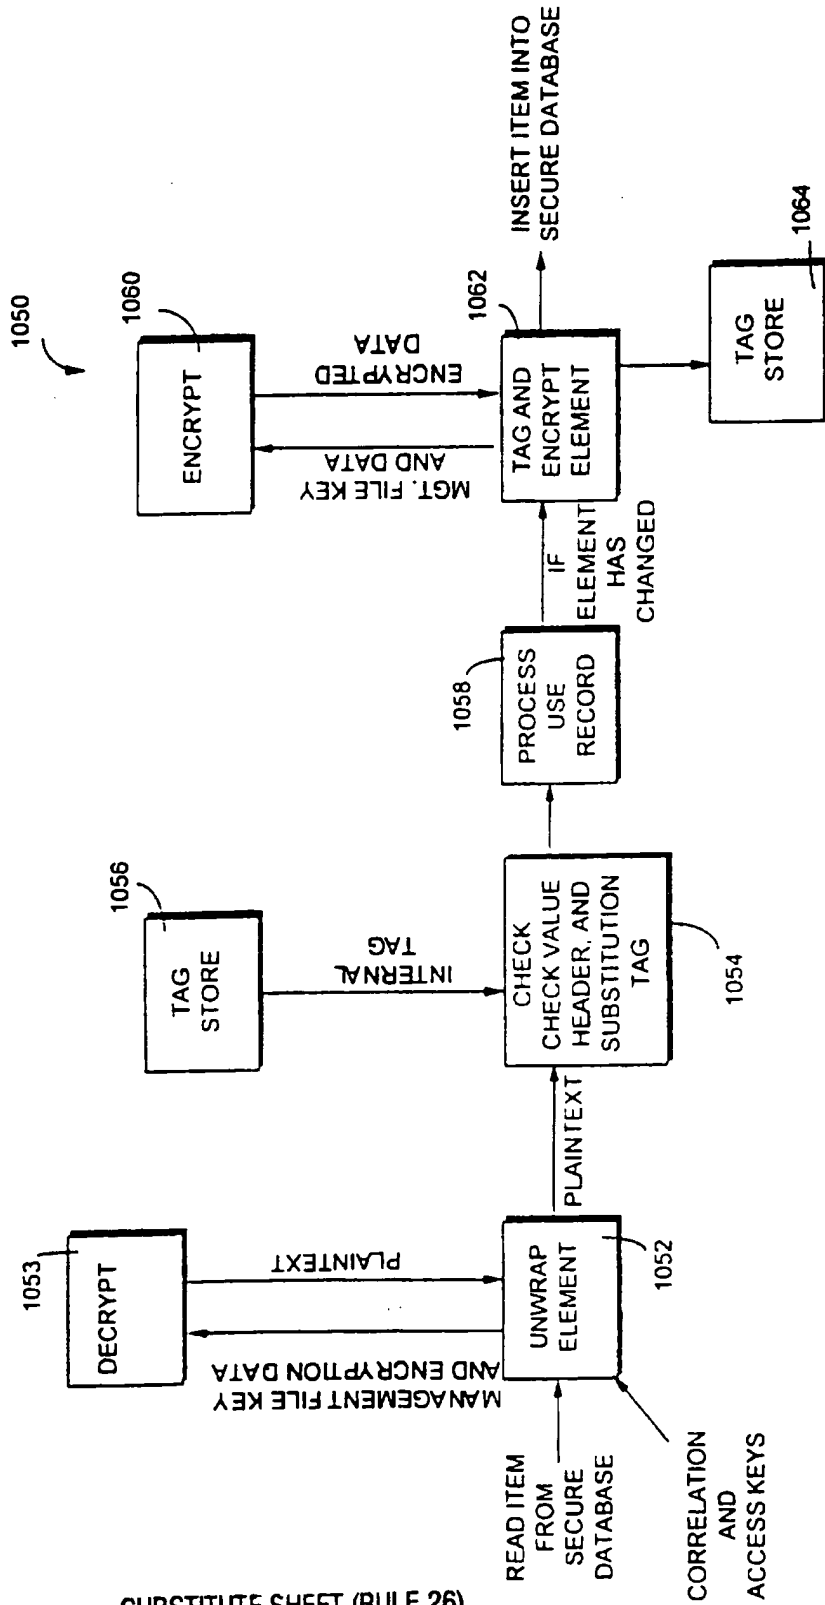 1050
1053
DECRYPT
PLAINTEXT
MANAGEMENT FILE KEY
AND ENCRYPTION DATA
READ ITEM
FROM
SECURE
DATABASE
CORRELATION
AND
ACCESS KEYS
UNWRAP
ELEMENT
1052
PLAINTEXT
1056
TAG
STORE
INTERNAL
TAG
CHECK
CHECK VALUE
HEADER, AND
SUBSTITUTION
TAG
1054
1058
PROCESS
USE
RECORD
IF
ELEMENT
HAS
CHANGED
1060
ENCRYPT
MGT. FILE KEY
AND DATA
ENCRYPTED
DATA
1062
TAG AND
ENCRYPT
ELEMENT
INSERT ITEM INTO
SECURE DATABASE
TAG
STORE
1064
SUBSTITUTE SHEET (RULE 26)